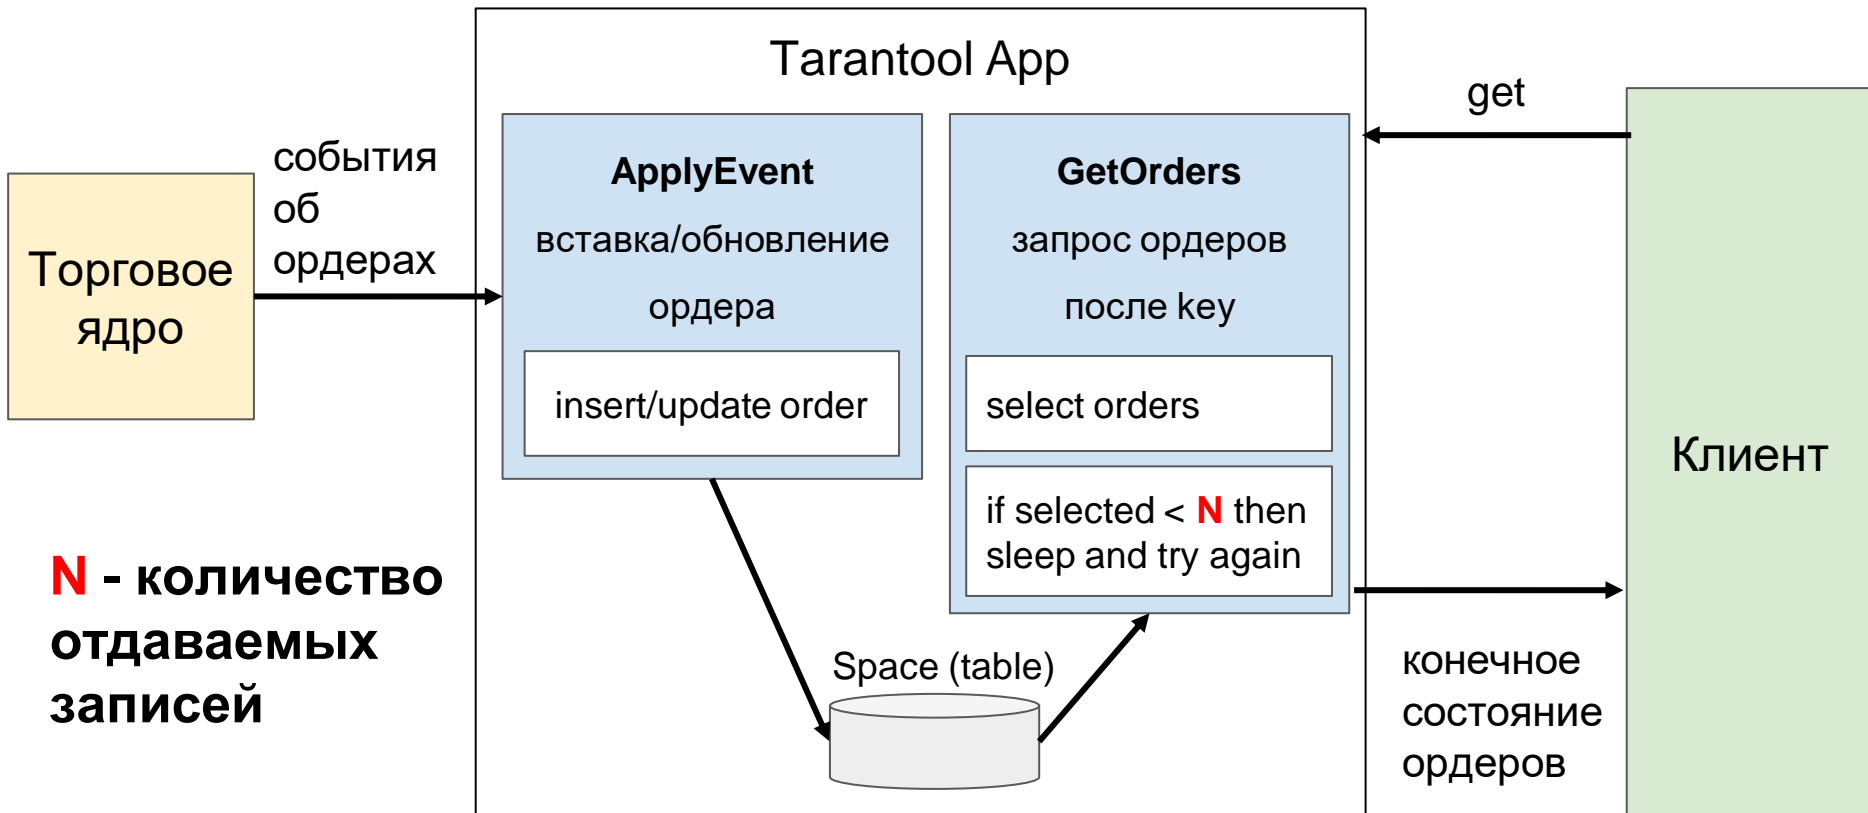 Tarantool App
события
об
ордерах
Торговое
ядро
ApplyEvent
вставка/обновление
ордера
insert/update order
GetOrders
запрос ордеров
после key
select orders
if selected < N then
sleep and try again
get
Клиент
N - количество
отдаваемых
записей
Space (table)
конечное
состояние
ордеров